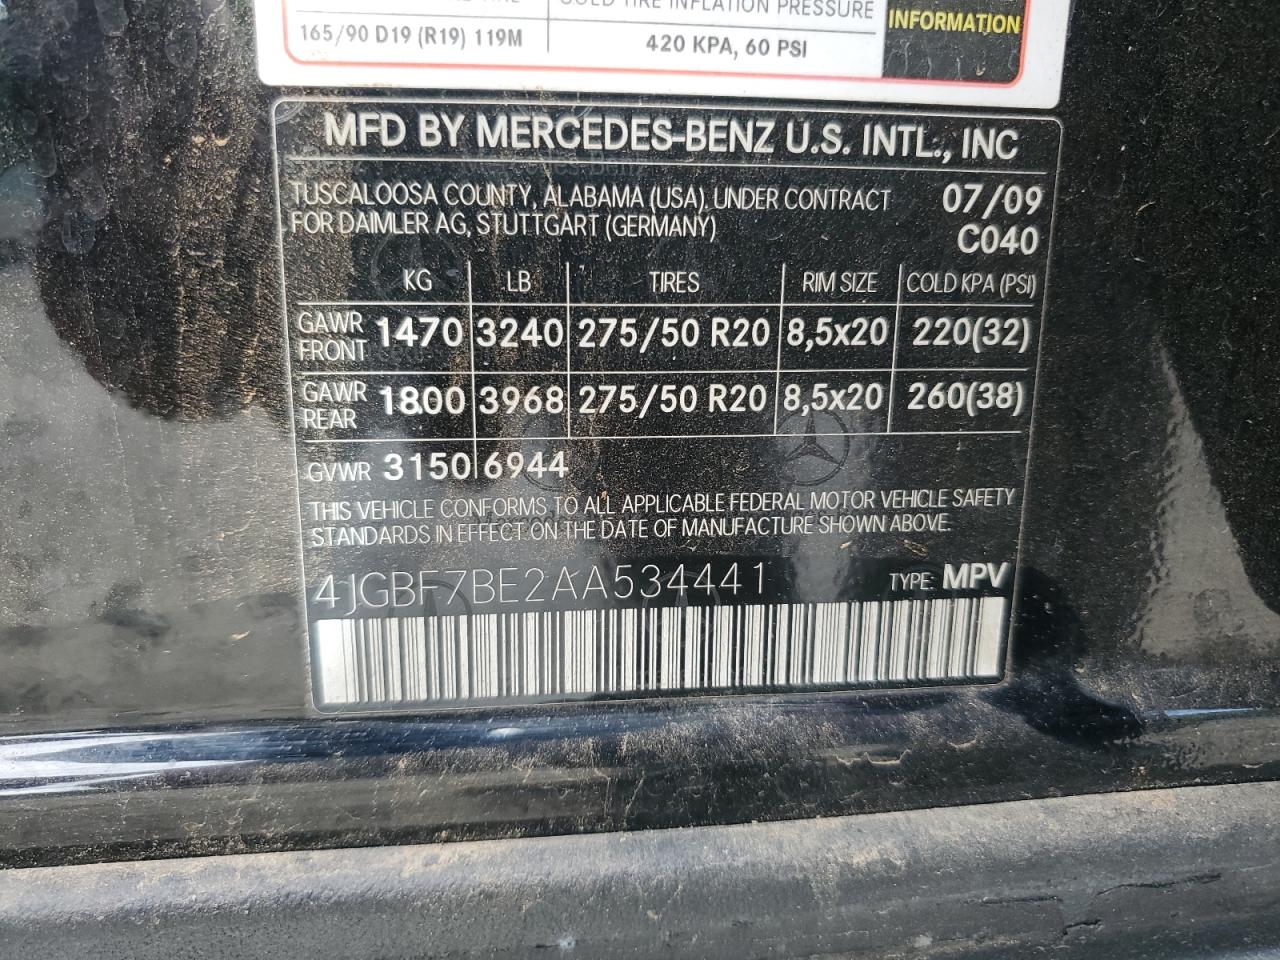 COLD TIRE INFLATION PRESSURE
165/90 D19 (R19) 119M 420 KPA, 60 PSI
INFORMATION
MFD BY MERCEDES-BENZ U.S. INTL., INC
TUSCALOOSA COUNTY, ALABAMA (USA), UNDER CONTRACT 07/09
FOR DAIMLER AG, STUTTGART (GERMANY) C040
KG LB TIRES RIM SIZE COLD KPA (PSI)
GAWR FRONT 1470 3240 275/50 R20 8,5x20 220(32)
GAWR REAR 1800 3968 275/50 R20 8,5x20 260(38)
GVWR 3150 6944
THIS VEHICLE CONFORMS TO ALL APPLICABLE FEDERAL MOTOR VEHICLE SAFETY
STANDARDS IN EFFECT ON THE DATE OF MANUFACTURE SHOWN ABOVE.
4JGBF7BE2AA534441 TYPE: MPV